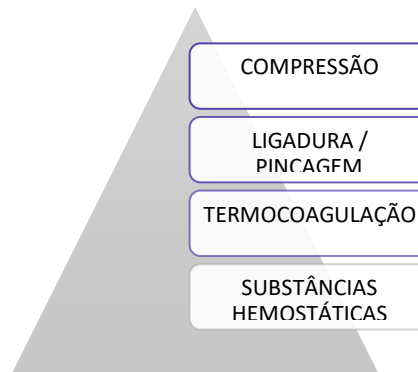 COMPRESSÃO
LIGADURA /
PINCAGEM
TERMOCOAGULAÇÃO
SUBSTÂNCIAS
HEMOSTÁTICAS